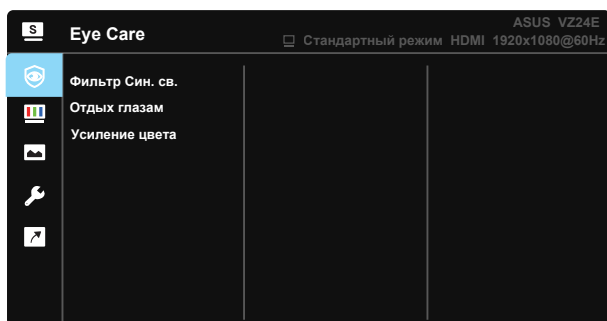 S
Eye Care
ASUS VZ24E
Стандартный режим HDMI 1920x1080@60Hz
Фильтр Син. св.
Отдых глазам
Усиление цвета